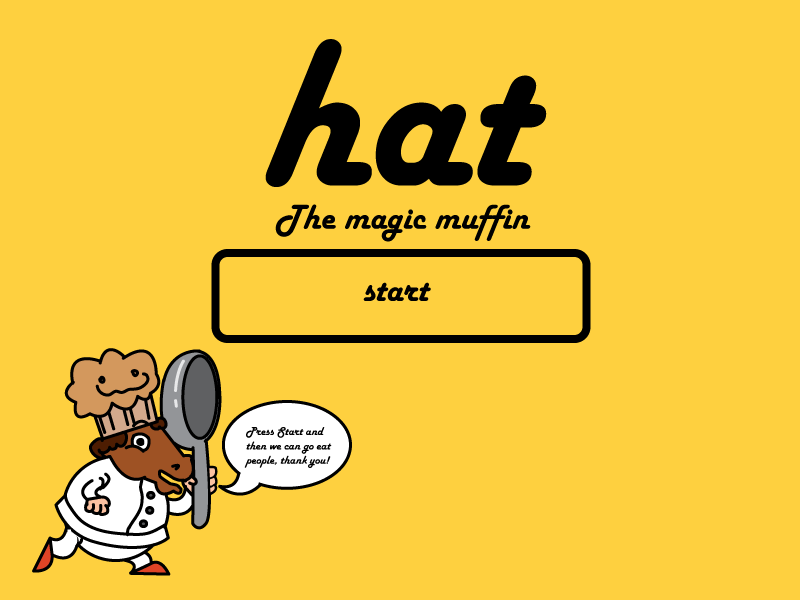 hat
The magic muffin
start
Press Start and
then we can go eat
people, thank you!